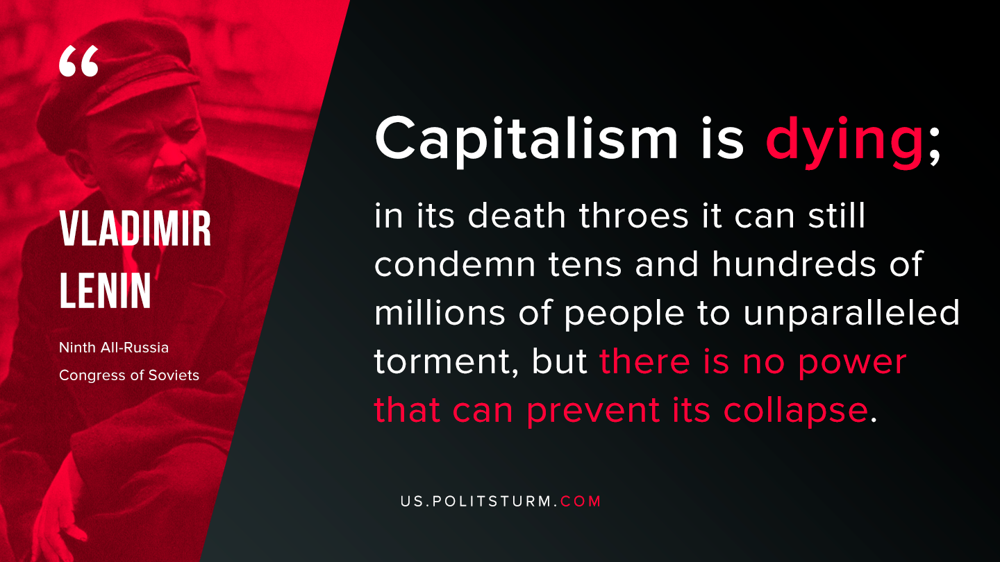 “
VLADIMIR
LENIN
Ninth All-Russia
Congress of Soviets
Capitalism is dying;
in its death throes it can still
condemn tens and hundreds of
millions of people to unparalleled
torment, but there is no power
that can prevent its collapse.
US.POLITSTURM.COM